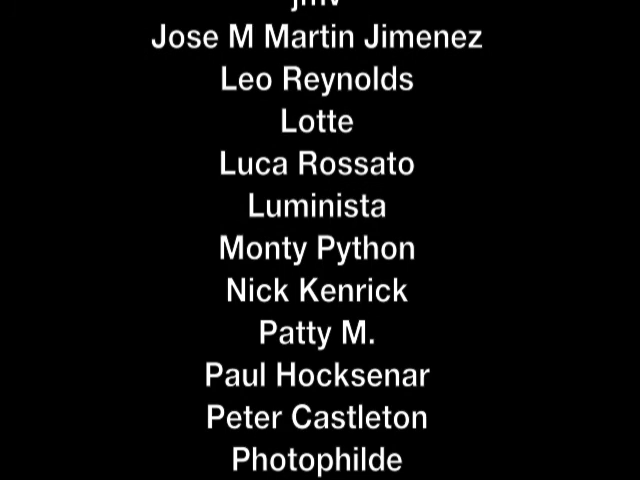 Jose M Martin Jimenez
Leo Reynolds
Lotte
Luca Rossato
Luminista
Monty Python
Nick Kenrick
Patty M.
Paul Hocksenar
Peter Castleton
Photophilde